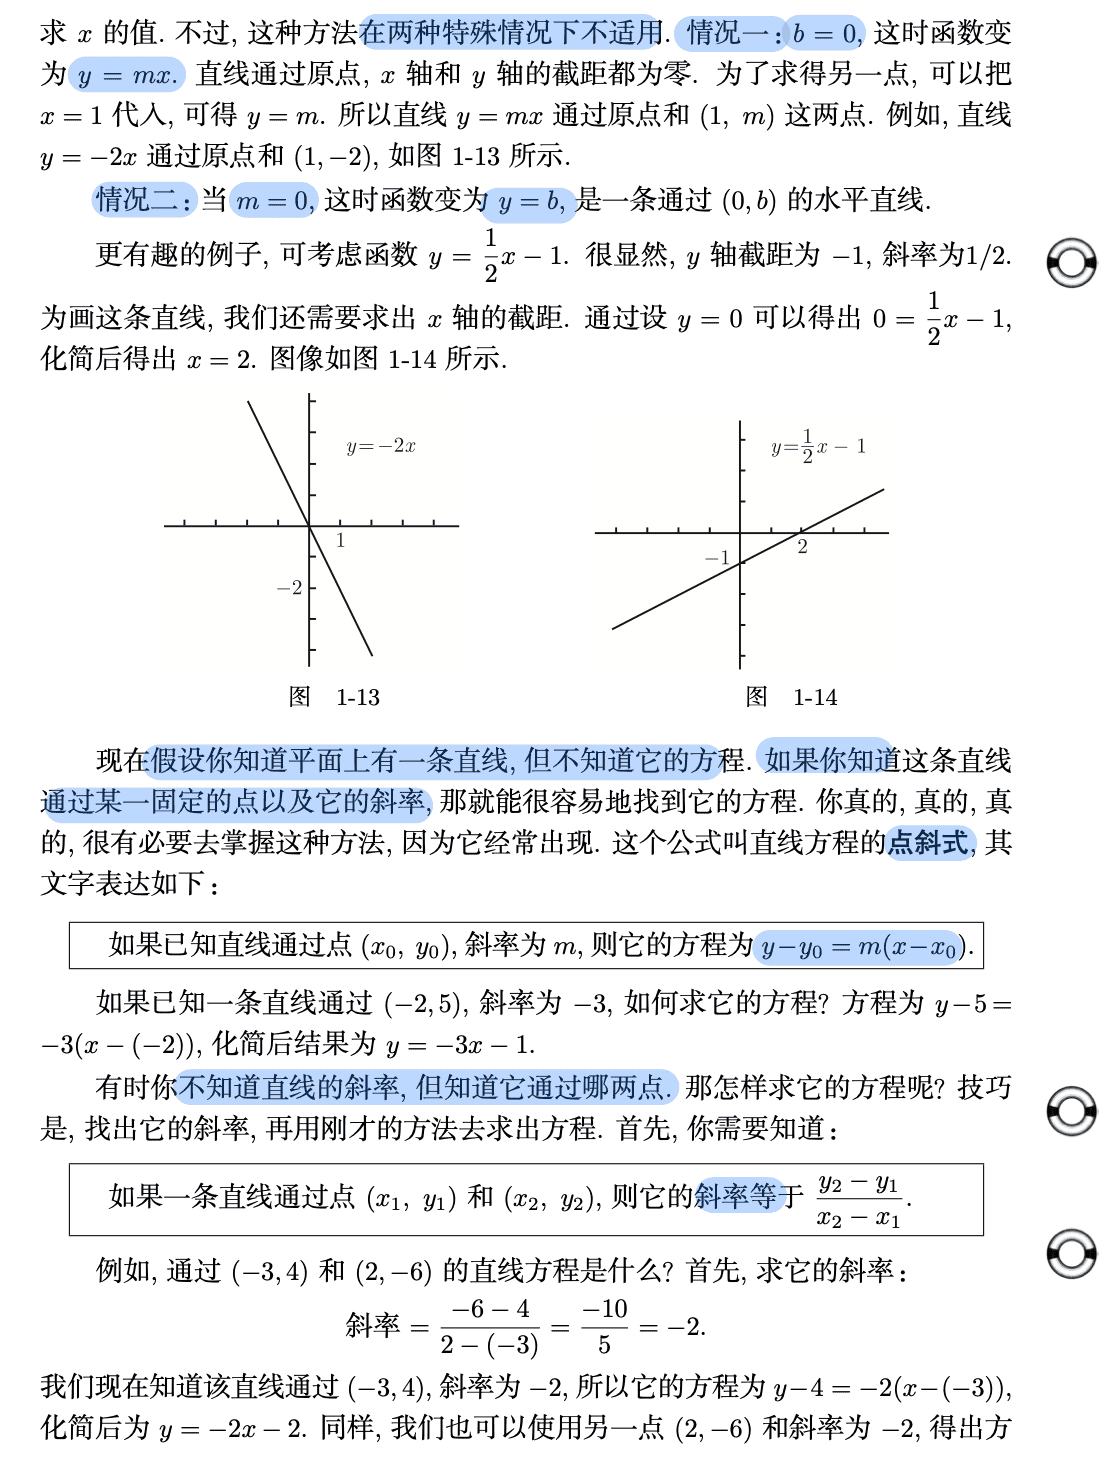 求 x 的值. 不过, 这种方法在两种特殊情况下不适用. 情况一: b = 0, 这时函数变
为 y = mx. 直线通过原点, x 轴和 y 轴的截距都为零. 为了求得另一点, 可以把
x = 1 代入, 可得 y = m. 所以直线 y = mx 通过原点和 (1, m) 这两点. 例如, 直线
y = −2x 通过原点和 (1, −2), 如图 1-13 所示.
情况二: 当 m = 0, 这时函数变为 y = b, 是一条通过 (0, b) 的水平直线.
更有趣的例子, 可考虑函数 y = \frac{1}{2}x − 1. 很显然, y 轴截距为 −1, 斜率为1/2.
为画这条直线, 我们还需要求出 x 轴的截距. 通过设 y = 0 可以得出 0 = \frac{1}{2}x − 1,
化简后得出 x = 2. 图像如图 1-14 所示.
y=−2x
1
−2
图 1-13
y=\frac{1}{2}x − 1
−1
2
图 1-14
现在假设你知道平面上有一条直线, 但不知道它的方程. 如果你知道这条直线
通过某一固定的点以及它的斜率, 那就能很容易地找到它的方程. 你真的, 真的, 真
的, 很有必要去掌握这种方法, 因为它经常出现. 这个公式叫直线方程的点斜式, 其
文字表达如下:
如果已知直线通过点 (x₀, y₀), 斜率为 m, 则它的方程为 y−y₀ = m(x−x₀).
如果已知一条直线通过 (−2, 5), 斜率为 −3, 如何求它的方程? 方程为 y−5 =
−3(x − (−2)), 化简后结果为 y = −3x − 1.
有时你不知道直线的斜率, 但知道它通过哪两点. 那怎样求它的方程呢? 技巧
是, 找出它的斜率, 再用刚才的方法去求出方程. 首先, 你需要知道:
如果一条直线通过点 (x₁, y₁) 和 (x₂, y₂), 则它的斜率等于 \frac{y₂ − y₁}{x₂ − x₁}.
例如, 通过 (−3, 4) 和 (2, −6) 的直线方程是什么? 首先, 求它的斜率:
斜率 = \frac{−6 − 4}{2 − (−3)} = \frac{−10}{5} = −2.
我们现在知道该直线通过 (−3, 4), 斜率为 −2, 所以它的方程为 y−4 = −2(x−(−3)),
化简后为 y = −2x − 2. 同样, 我们也可以使用另一点 (2, −6) 和斜率为 −2, 得出方